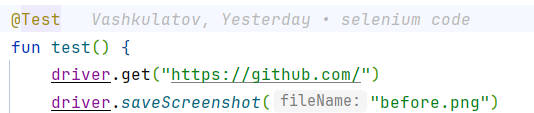 @Test Vashkulatov, Yesterday • selenium code
fun test() {
driver.get("https://github.com/")
driver.saveScreenshot( fileName: "before.png")